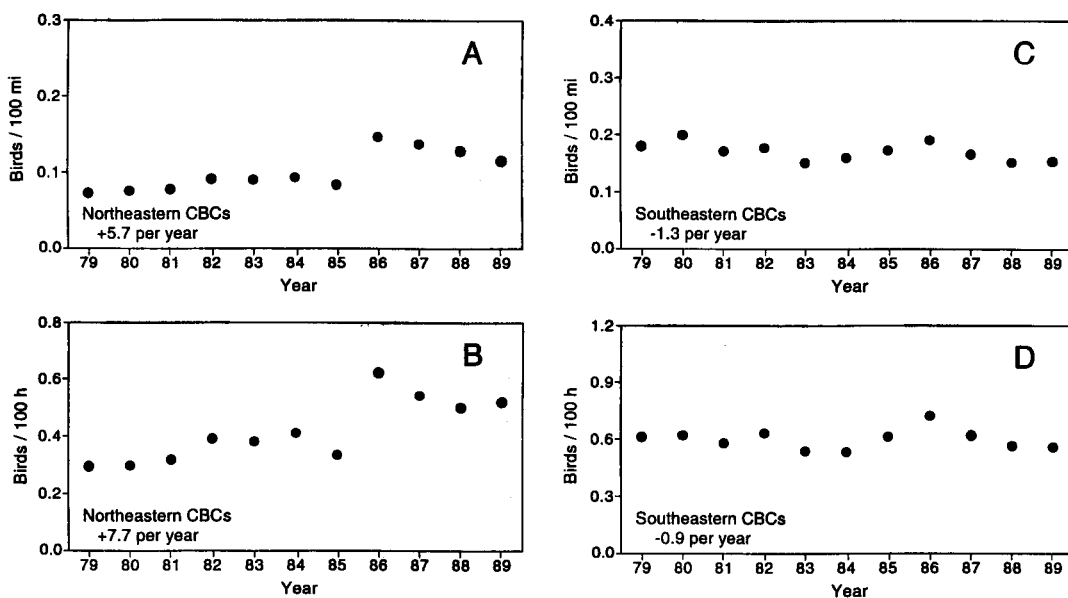 A
Birds / 100 mi
0.3
0.2
0.1
0.0
Northeastern CBCs
+5.7 per year
79 80 81 82 83 84 85 86 87 88 89
Year
C
Birds / 100 mi
0.4
0.3
0.2
0.1
0.0
Southeastern CBCs
-1.3 per year
79 80 81 82 83 84 85 86 87 88 89
Year
B
Birds / 100 h
0.8
0.6
0.4
0.2
0.0
Northeastern CBCs
+7.7 per year
79 80 81 82 83 84 85 86 87 88 89
Year
D
Birds / 100 h
1.2
0.9
0.6
0.3
0.0
Southeastern CBCs
-0.9 per year
79 80 81 82 83 84 85 86 87 88 89
Year